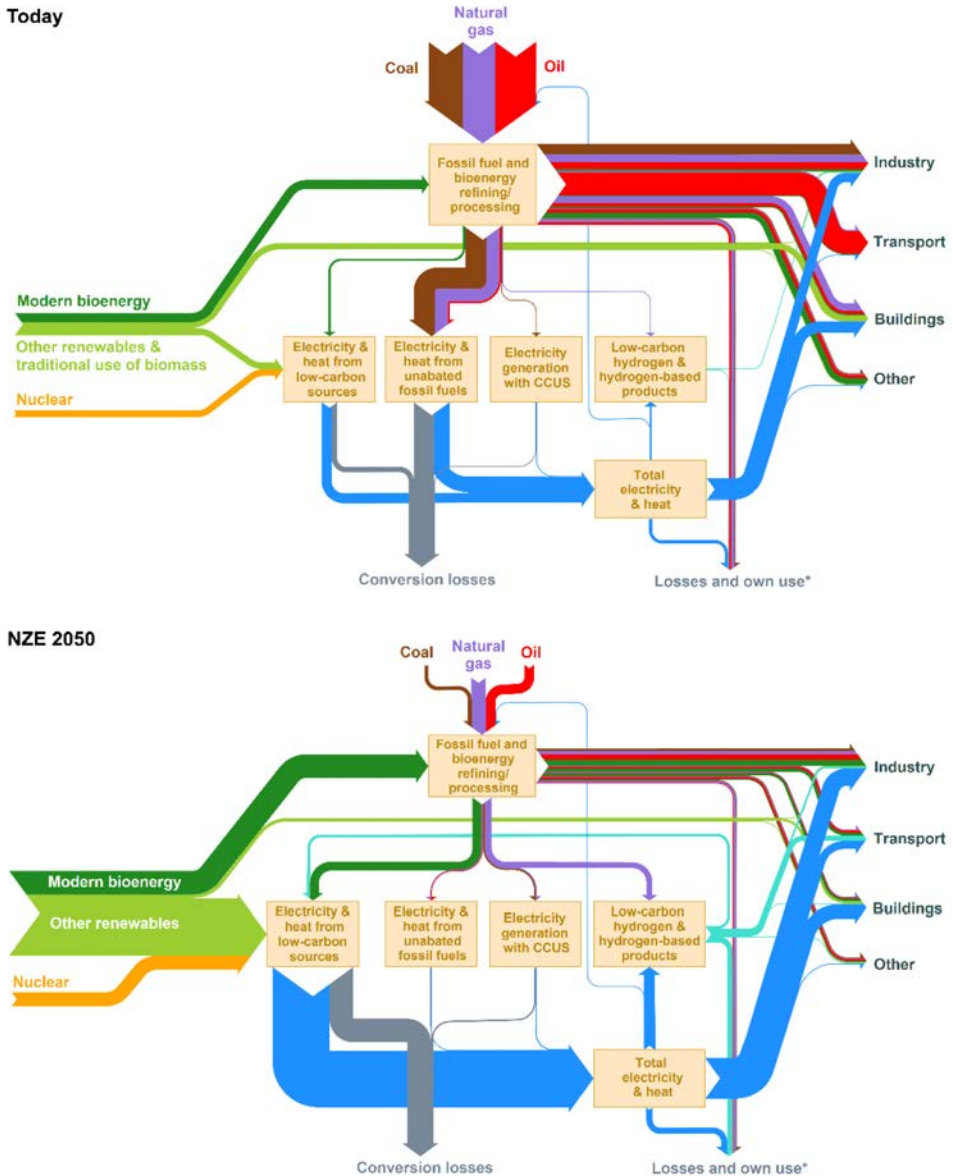 Today
Natural
gas
Coal
Oil
Fossil fuel and
bioenergy
refining/
processing
Industry
Transport
Modern bioenergy
Buildings
Other renewables &
traditional use of biomass
Electricity &
heat from
low-carbon
sources
Electricity &
heat from
unabated
fossil fuels
Electricity
generation
with CCUS
Low-carbon
hydrogen &
hydrogen-based
products
Other
Nuclear
Total
electricity
& heat
Conversion losses
Losses and own use*
NZE 2050
Natural
gas
Coal
Oil
Fossil fuel and
bioenergy
refining/
processing
Industry
Transport
Modern bioenergy
Other renewables
Electricity &
heat from
low-carbon
sources
Electricity &
heat from
unabated
fossil fuels
Electricity
generation
with CCUS
Low-carbon
hydrogen &
hydrogen-based
products
Buildings
Other
Nuclear
Total
electricity
& heat
Conversion losses
Losses and own use*